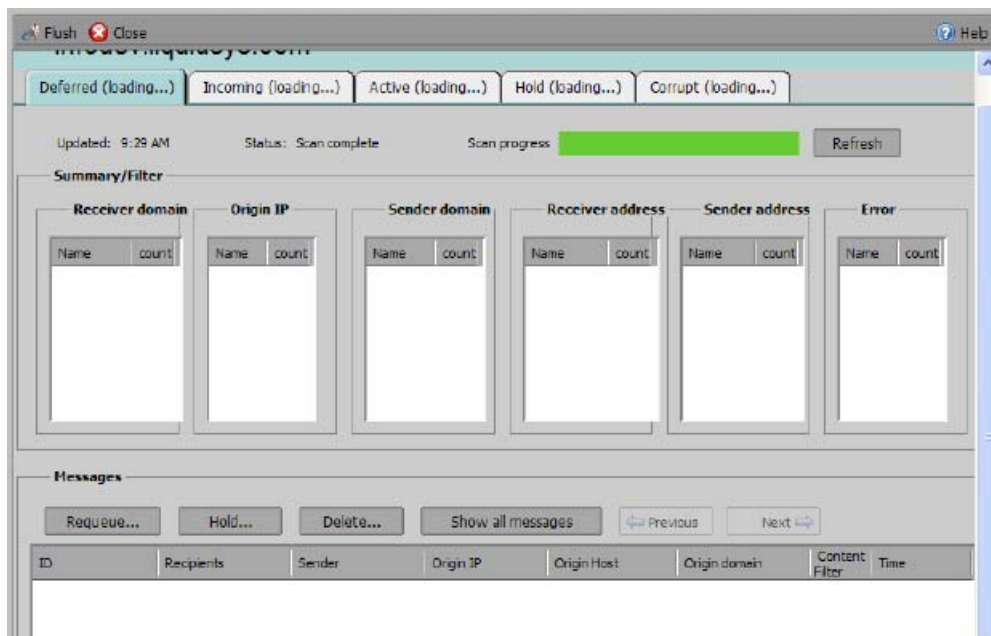 Flush Close Help
Deferred (loading...) Incoming (loading...) Active (loading...) Hold (loading...) Corrupt (loading...)
Updated: 9:29 AM Status: Scan complete Scan progress Refresh
Summary/Filter
Receiver domain Origin IP Sender domain Receiver address Sender address Error
Name count Name count Name count Name count Name count Name count
Messages
Requeue... Hold... Delete... Show all messages Previous Next
ID Recipients Sender Origin IP Origin Host Origin domain Content Filter Time